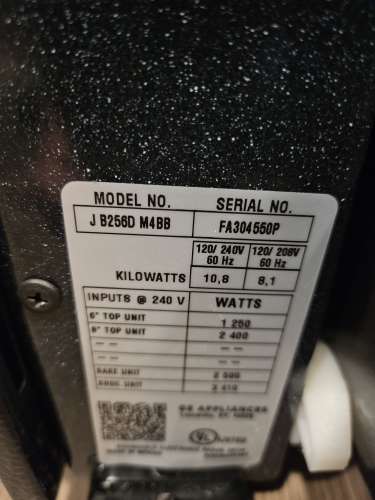 MODEL NO. SERIAL NO.
J B256D M4BB FA304550P
120/ 240V 120/ 208V
60 Hz 60 Hz
KILOWATTS 10,8 8,1
INPUTS @ 240 V WATTS
6" TOP UNIT 1 250
8" TOP UNIT 2 400
— — — —
— — — —
BAKE UNIT 2 500
GE APPLIANCES
UL LISTED